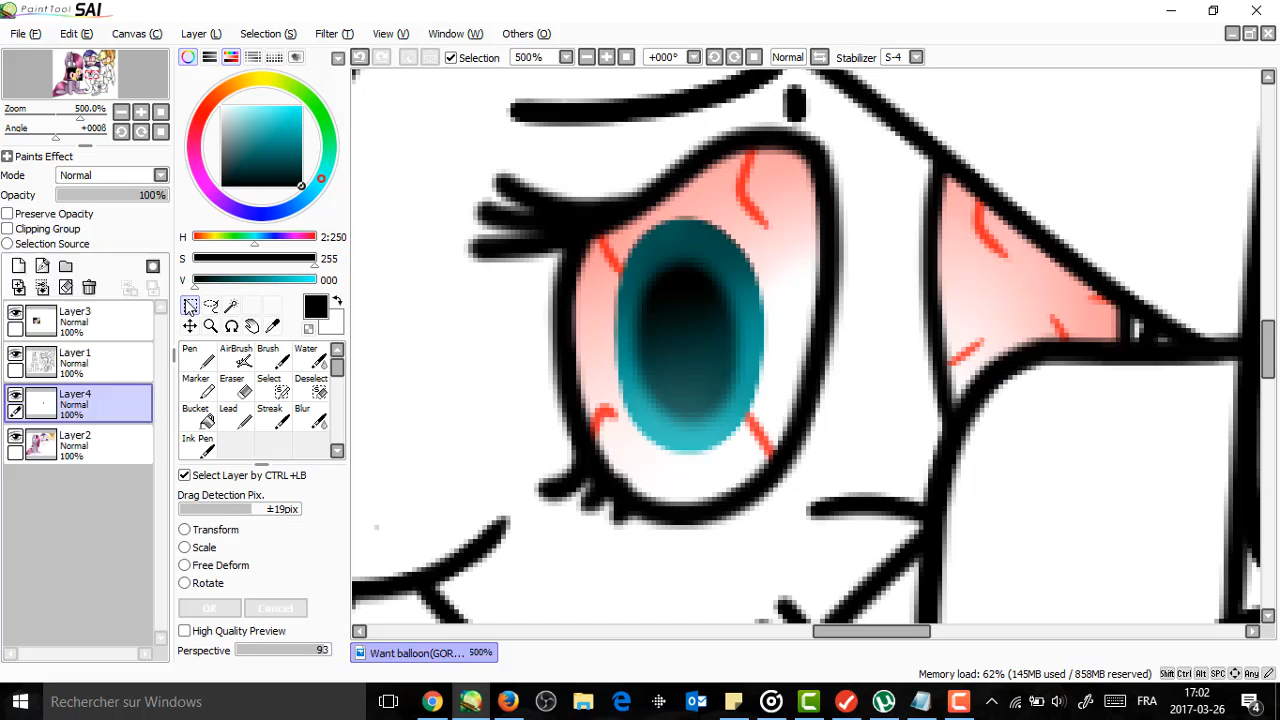 PaintTool SAI
File (F) Edit (E) Canvas (C) Layer (L) Selection (S) Filter (T) View (V) Window (W) Others (O)
Selection 500% +000° Normal Stabilizer S-4
Zoom 500.0%
Angle +000ß
Paints Effect
Mode Normal
Opacity 100%
Preserve Opacity
Clipping Group
Selection Source
Layer3
Normal
100%
Layer1
Normal
100%
Layer4
Normal
100%
Layer2
Normal
100%
H 2:250
S 255
V 000
Pen AirBrush Brush Water
Marker Eraser Select Deselect
Bucket Lead Streak Blur
Ink Pen
Select Layer by CTRL+LB
Drag Detection Pix.
±19pix
Transform
Scale
Free Deform
Rotate
OK Cancel
High Quality Preview
Perspective 93
Want balloon(GOR... 500%
Memory load: 62% (145MB used / 858MB reserved) Shift Ctrl Alt SPC Any
Rechercher sur Windows
FRA
17:02
2017-03-26
4